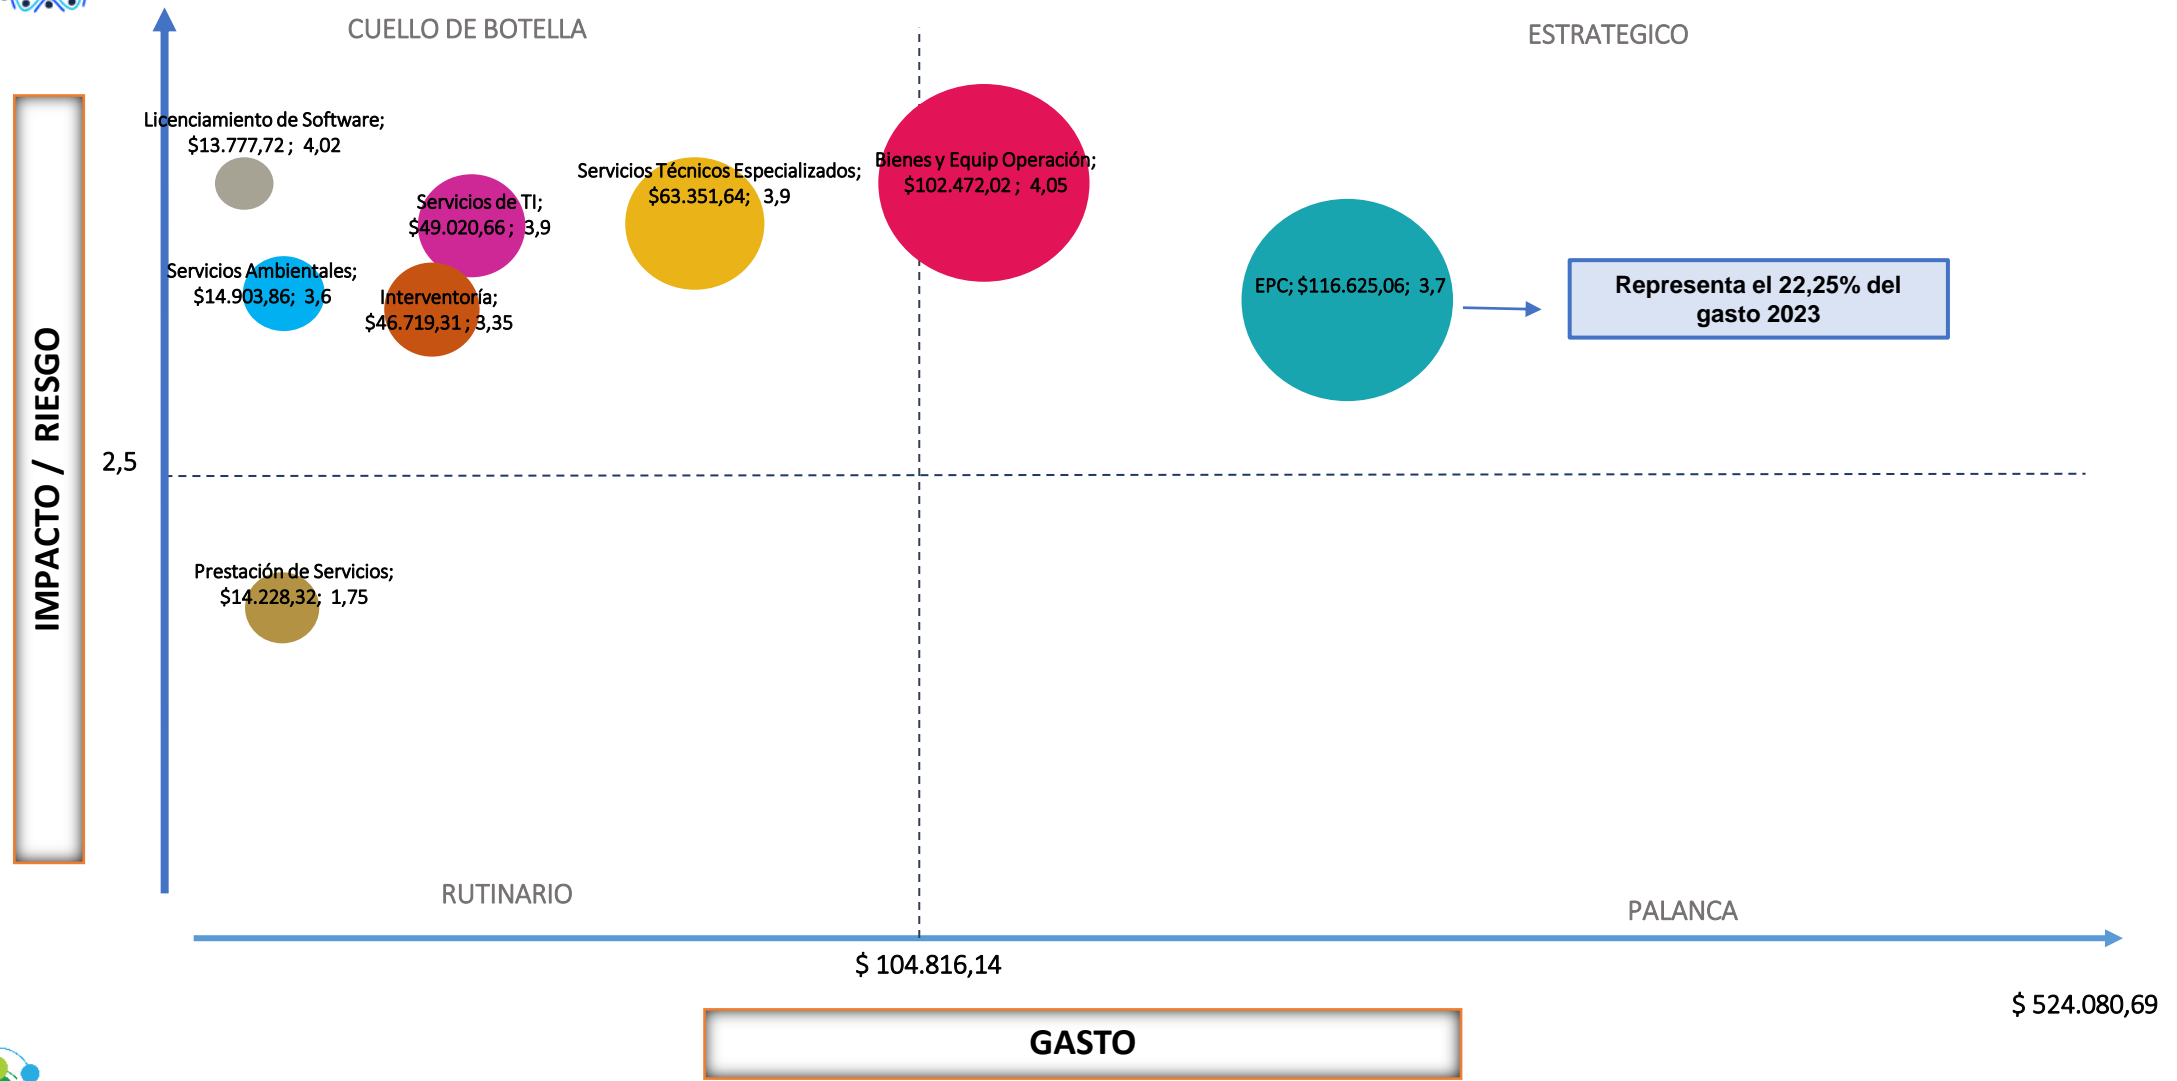 CUELLO DE BOTELLA
ESTRATEGICO
Licenciamiento de Software;
$13.777,72 ; 4,02
Servicios Técnicos Especializados;
$63.351,64; 3,9
Bienes y Equip Operación;
$102.472,02 ; 4,05
Servicios de TI;
$49.020,66 ; 3,9
Servicios Ambientales;
$14.903,86; 3,6
Interventoría;
$46.719,31 ; 3,35
EPC; $116.625,06; 3,7
Representa el 22,25% del
gasto 2023
IMPACTO / RIESGO
2,5
Prestación de Servicios;
$14.228,32; 1,75
RUTINARIO
PALANCA
$ 104.816,14
$ 524.080,69
GASTO